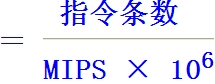 = 指令条数
MIPS × 10⁶